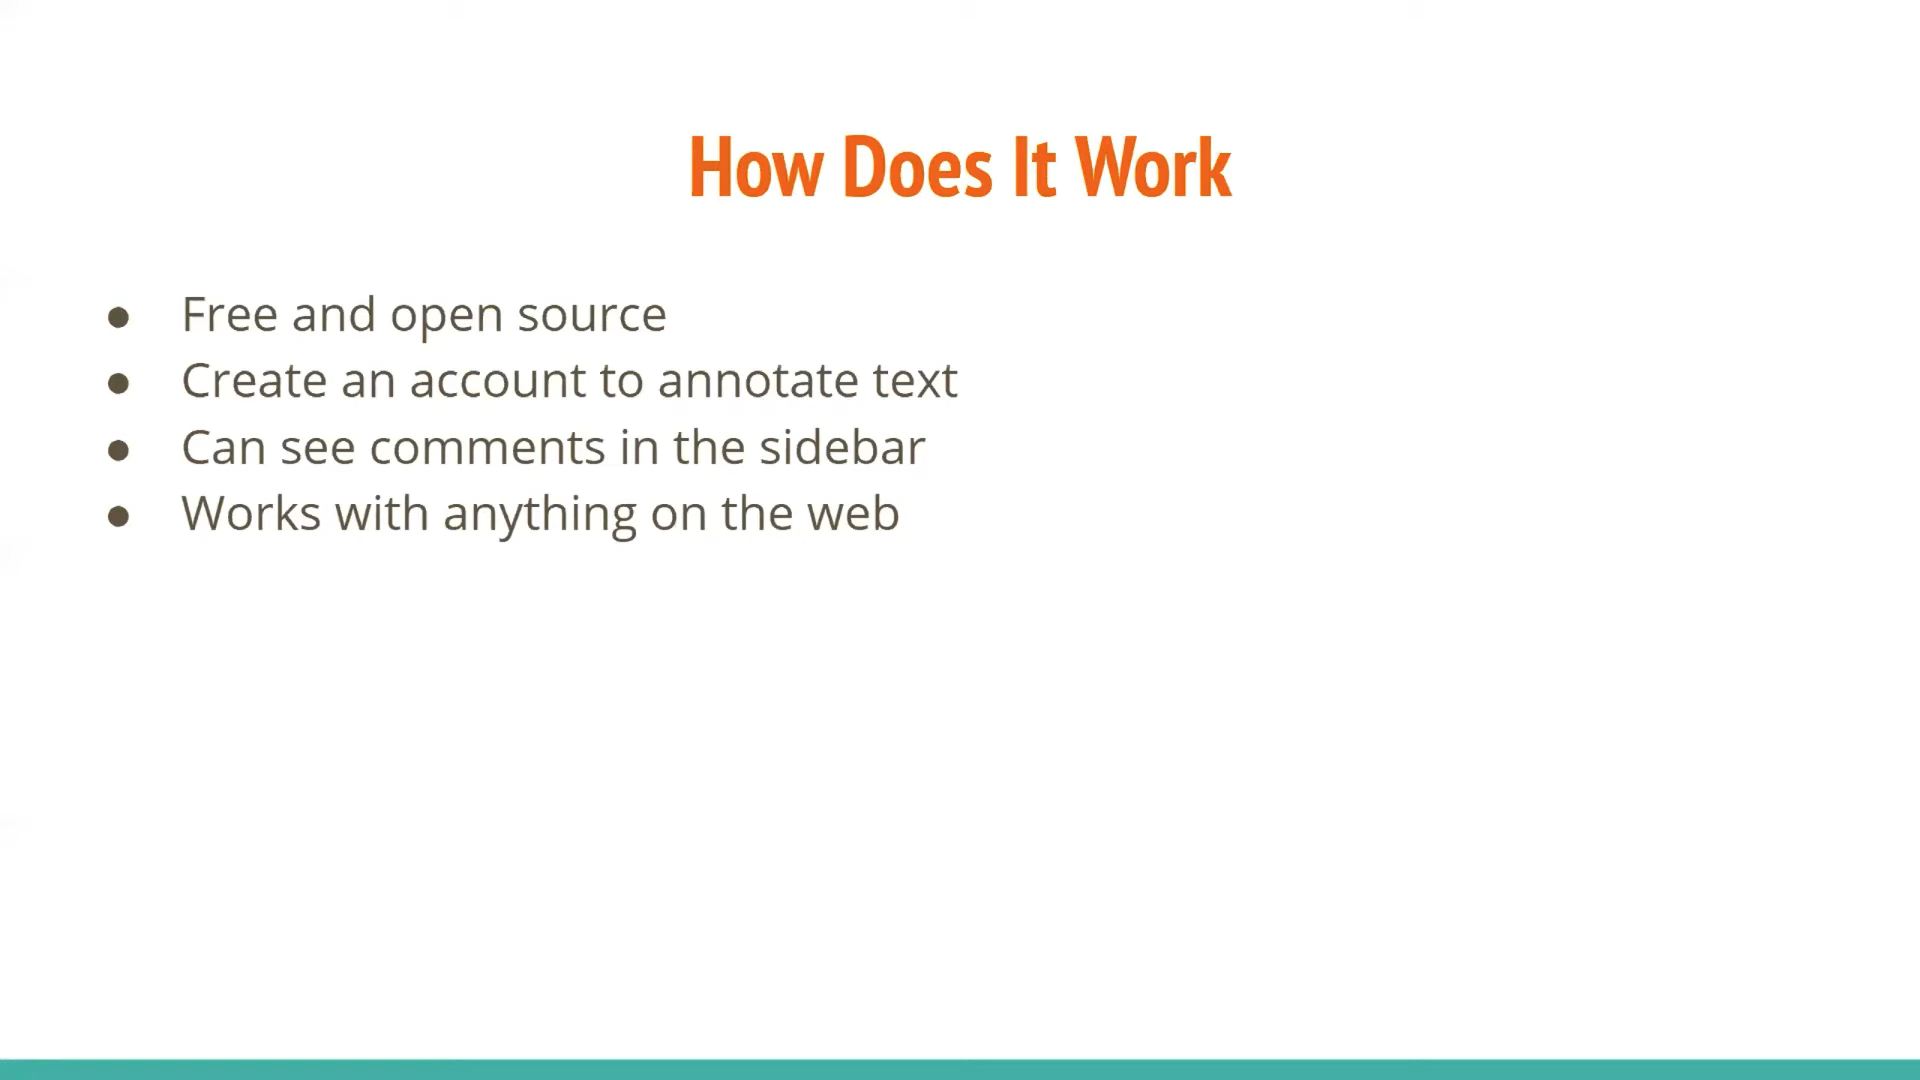 How Does It Work
● Free and open source
● Create an account to annotate text
● Can see comments in the sidebar
● Works with anything on the web